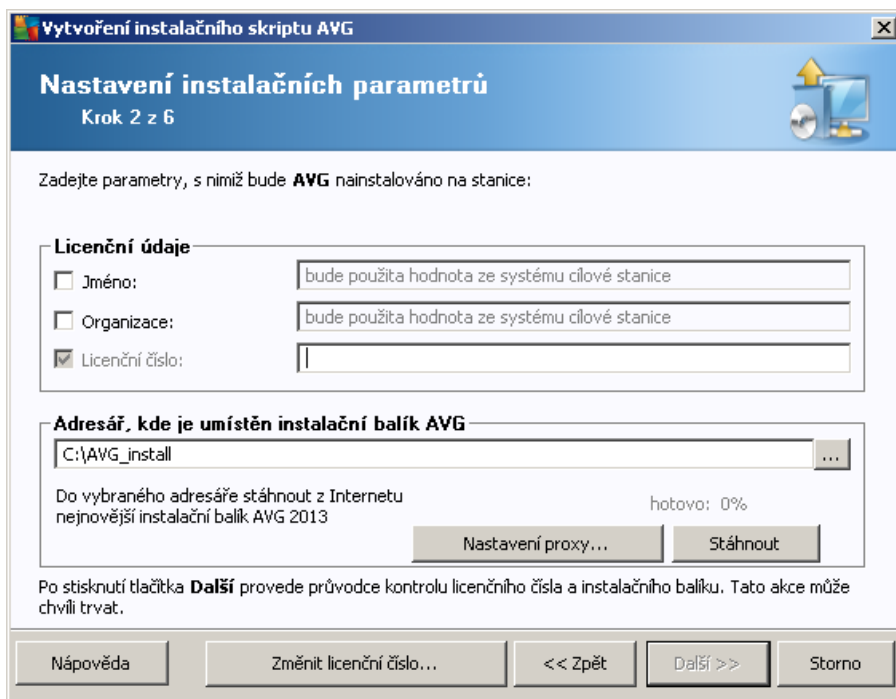 Vytvoření instalačního skriptu AVG
Nastavení instalačních parametrů
Krok 2 z 6
Zadejte parametry, s nimiž bude AVG nainstalováno na stanice:
Licenční údaje
Jméno:
bude použita hodnota ze systému cílové stanice
Organizace:
bude použita hodnota ze systému cílové stanice
Licenční číslo:
Adresář, kde je umístěn instalační balík AVG
C:\AVG_install
...
Do vybraného adresáře stáhnout z Internetu
nejnovější instalační balík AVG 2013
hotovo: 0%
Nastavení proxy...
Stáhnout
Po stisknutí tlačítka Další provede průvodce kontrolu licenčního čísla a instalačního balíku. Tato akce může
chvíli trvat.
Nápověda
Změnit licenční číslo...
<< Zpět
Další >>
Storno